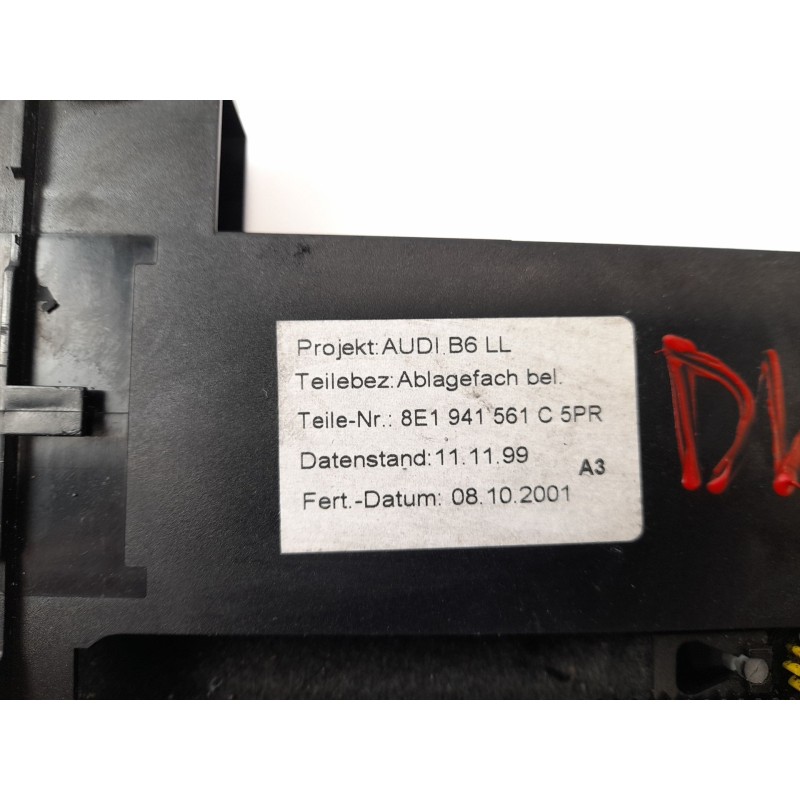 Projekt: AUDI B6 LL
Teilebez: Ablagefach bel.
Teile-Nr.: 8E1 941 561 C 5PR
Datenstand: 11.11.99
A3
Fert.-Datum: 08.10.2001